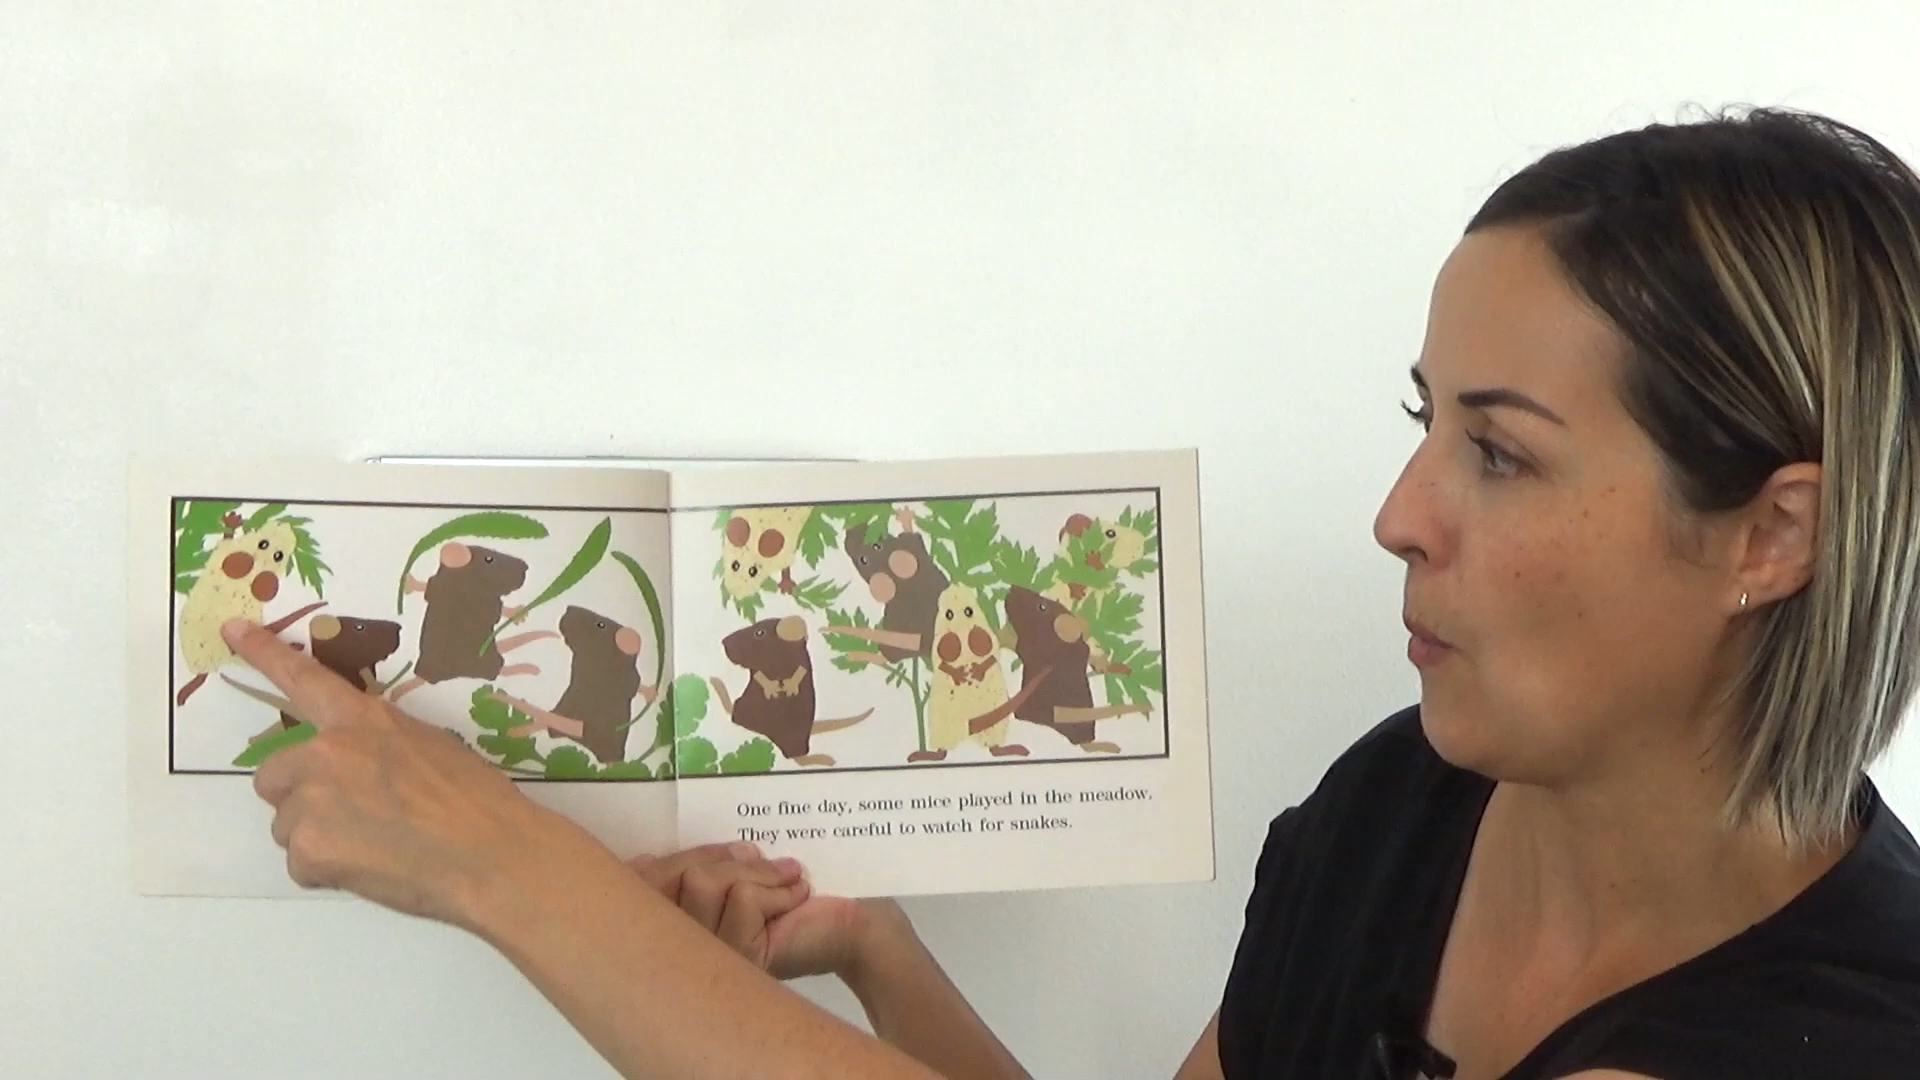 One fine day, some mice played in the meadow.
They were careful to watch for snakes.